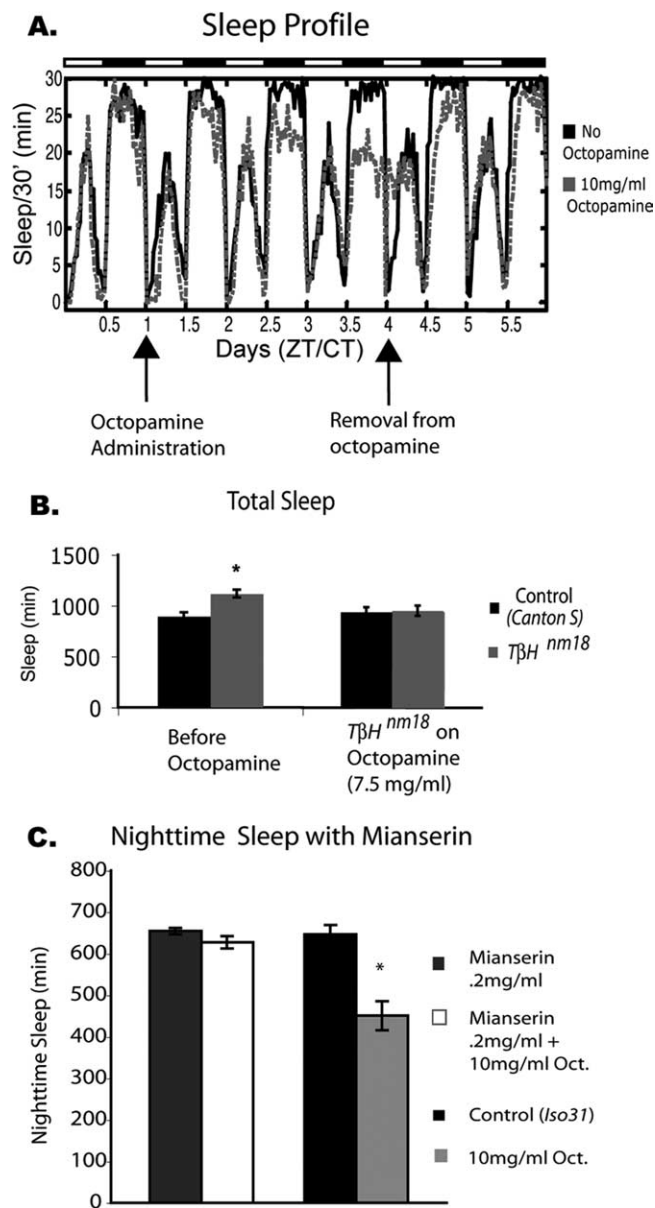 A. Sleep Profile
Sleep/30' (min)
30
25
20
15
10
5
0
0.5 1 1.5 2 2.5 3 3.5 4 4.5 5 5.5
Days (ZT/CT)
No
Octopamine
10mg/ml
Octopamine
Octopamine
Administration
Removal from
octopamine
B. Total Sleep
Sleep (min)
1500
1000
500
0
*
Before
Octopamine
TβH nm18 on
Octopamine
(7.5 mg/ml)
Control
(Canton S)
TβH nm18
C. Nighttime Sleep with Mianserin
Nighttime Sleep (min)
800
700
600
500
400
300
200
100
0
*
Mianserin
.2mg/ml
Mianserin
.2mg/ml +
10mg/ml Oct.
Control (Iso31)
10mg/ml Oct.